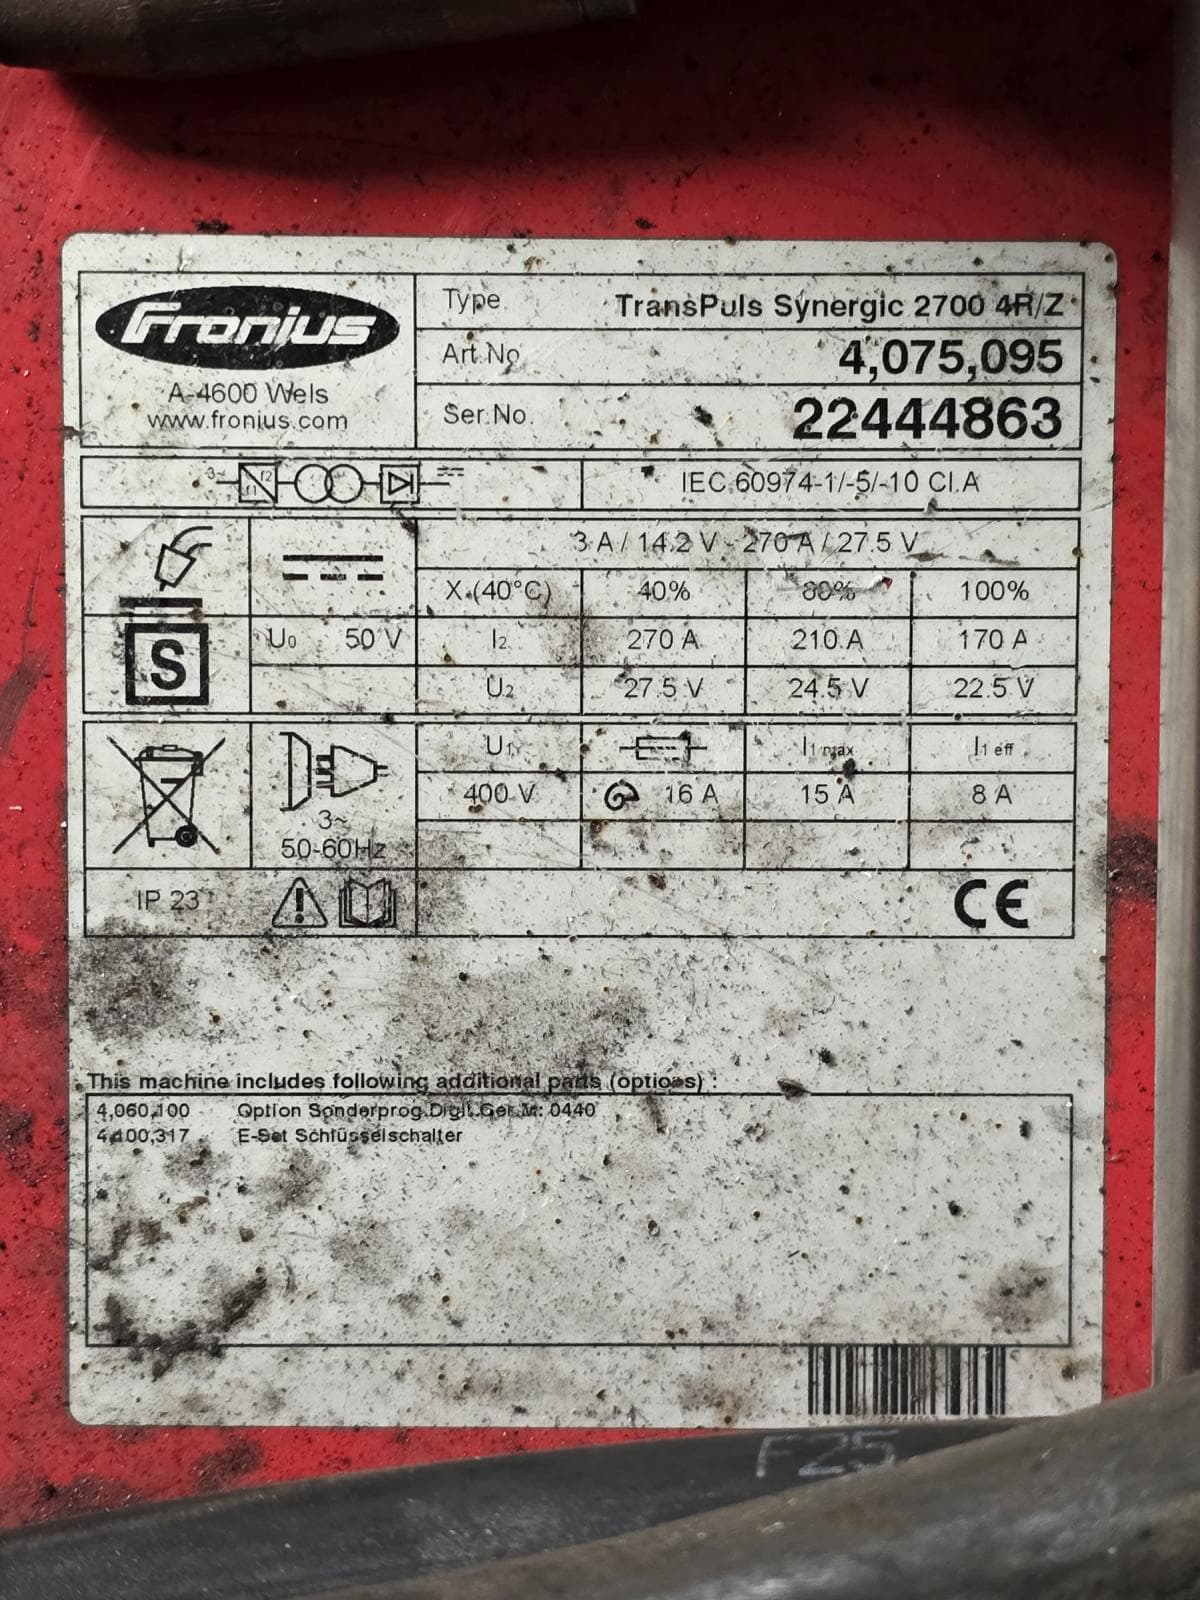 Fronius
A-4600 Wels
www.fronius.com
Type TransPuls Synergic 2700 4R/Z
Art.No. 4,075,095
Ser.No. 22444863
3~ f1 f2
IEC 60974-1/-5/-10 Cl.A
3 A / 14.2 V - 270 A / 27.5 V
X (40°C) 40% 60% 100%
S
U0 50 V I2 270 A 210 A 170 A
U2 27.5 V 24.5 V 22.5 V
U1 I1 max I1 eff
400 V 16 A 15 A 8 A
3~
50-60Hz
IP 23 CE
This machine includes following additional parts (options) :
4,060,100 Option Sonderprog.Digit.Ger.M: 0440
4,100,317 E-Set Schlüsselschalter
F25